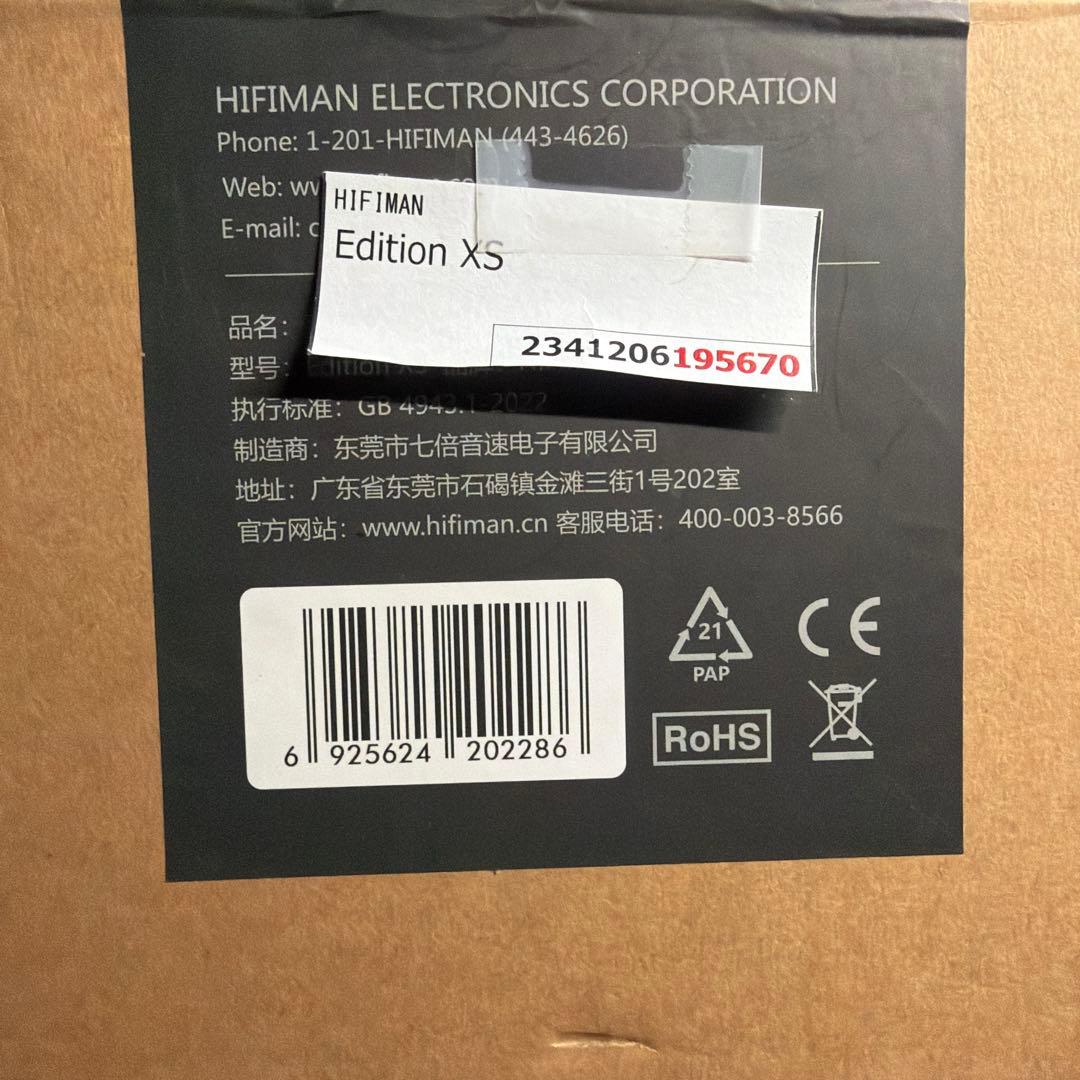 HIFIMAN ELECTRONICS CORPORATION
Phone: 1-201-HIFIMAN (443-4626)
Web:
E-mail:
HIFIMAN
Edition XS
2341206195670
品名：
型号： Edition XS
执行标准：GB 4943.1-2022
制造商：东莞市七倍音速电子有限公司
地址：广东省东莞市石碣镇金滩三街1号202室
官方网站：www.hifiman.cn 客服电话：400-003-8566
6 925624 202286
21
PAP
CE
RoHS